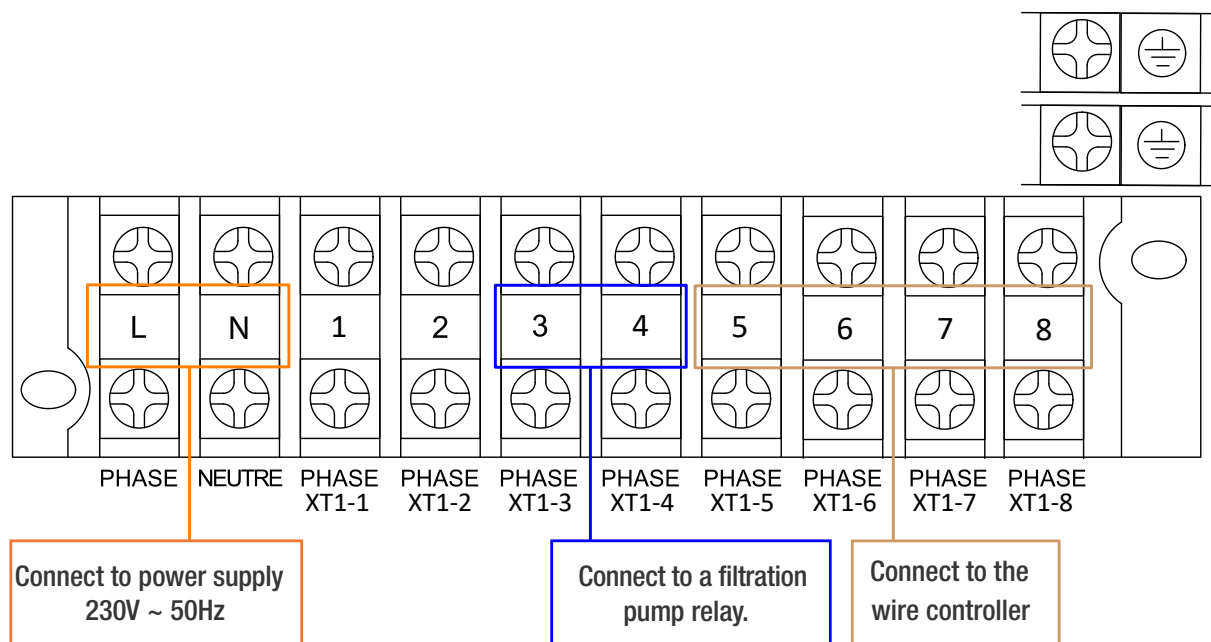 L N 1 2 3 4 5 6 7 8
PHASE NEUTRE PHASE PHASE PHASE PHASE PHASE PHASE PHASE PHASE
XT1-1 XT1-2 XT1-3 XT1-4 XT1-5 XT1-6 XT1-7 XT1-8
Connect to power supply
230V ~ 50Hz
Connect to a filtration
pump relay.
Connect to the
wire controller